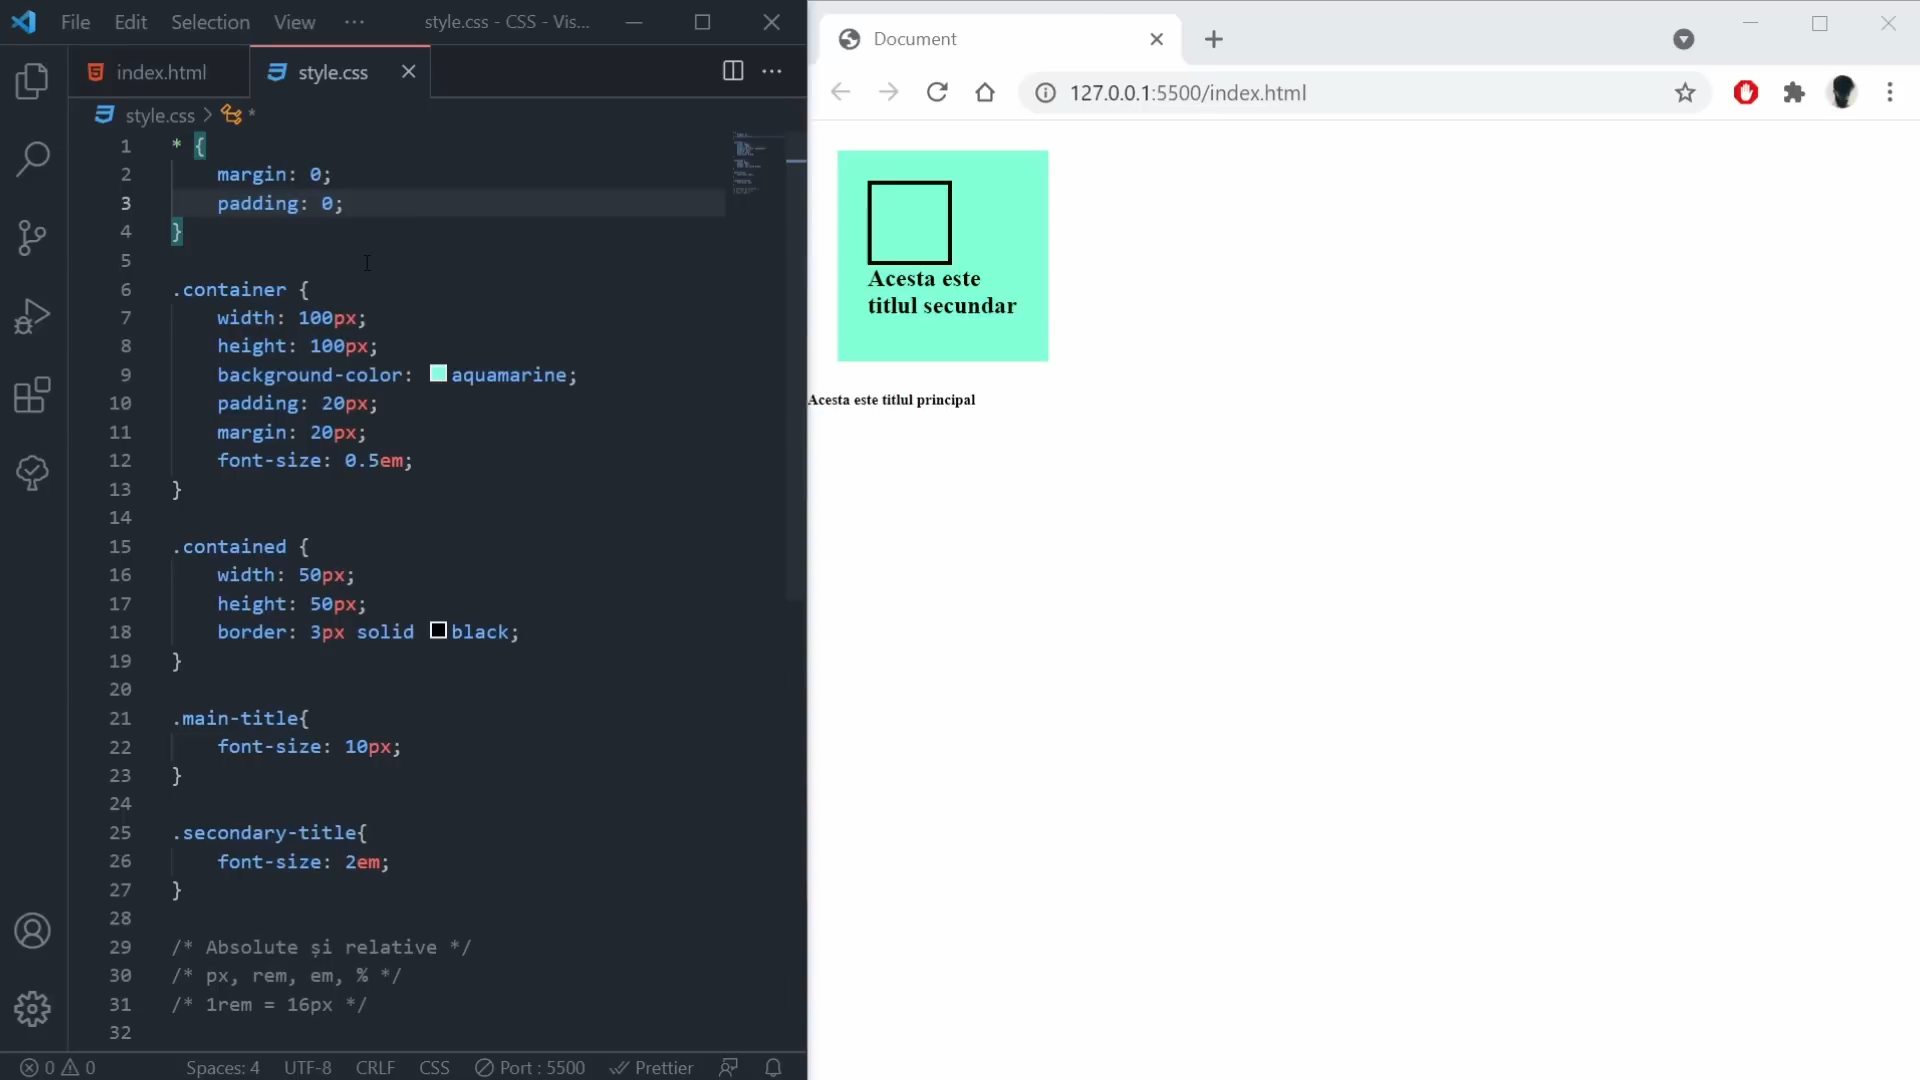 File Edit Selection View ··· style.css - CSS - Vis...
index.html style.css
style.css > *
1 * {
2 margin: 0;
3 padding: 0;
4 }
5
6 .container {
7 width: 100px;
8 height: 100px;
9 background-color: aquamarine;
10 padding: 20px;
11 margin: 20px;
12 font-size: 0.5em;
13 }
14
15 .contained {
16 width: 50px;
17 height: 50px;
18 border: 3px solid black;
19 }
20
21 .main-title{
22 font-size: 10px;
23 }
24
25 .secondary-title{
26 font-size: 2em;
27 }
28
29 /* Absolute și relative */
30 /* px, rem, em, % */
31 /* 1rem = 16px */
32
0 0 Spaces: 4 UTF-8 CRLF CSS Port : 5500 Prettier
Document
127.0.0.1:5500/index.html
Acesta este
titlul secundar
Acesta este titlul principal